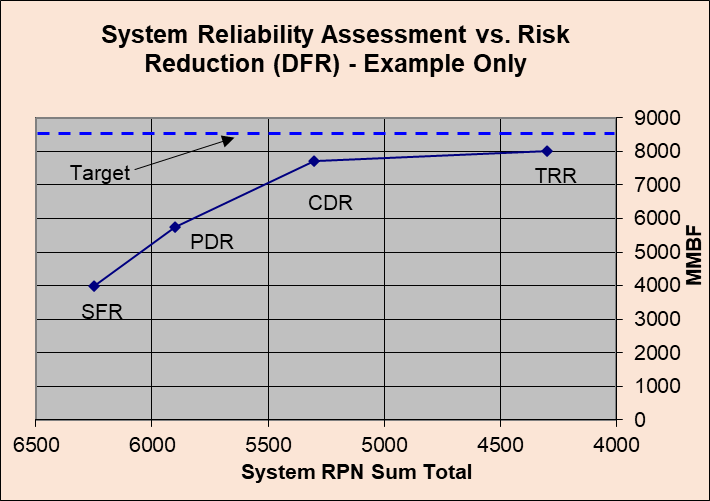 System Reliability Assessment vs. Risk
Reduction (DFR) - Example Only
9000
8000
7000
6000
5000
4000
3000
2000
1000
0
MMBF
Target
TRR
CDR
PDR
SFR
6500 6000 5500 5000 4500 4000
System RPN Sum Total